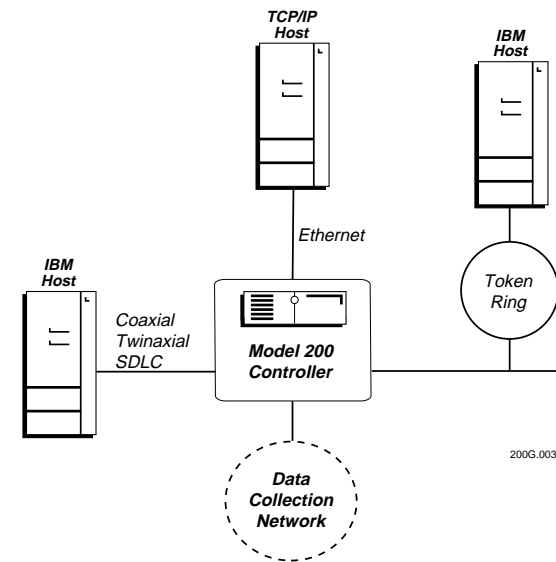 TCP/IP
Host
IBM
Host
Ethernet
IBM
Host
Token
Ring
Coaxial
Twinaxial
SDLC
Model 200
Controller
200G.003
Data
Collection
Network